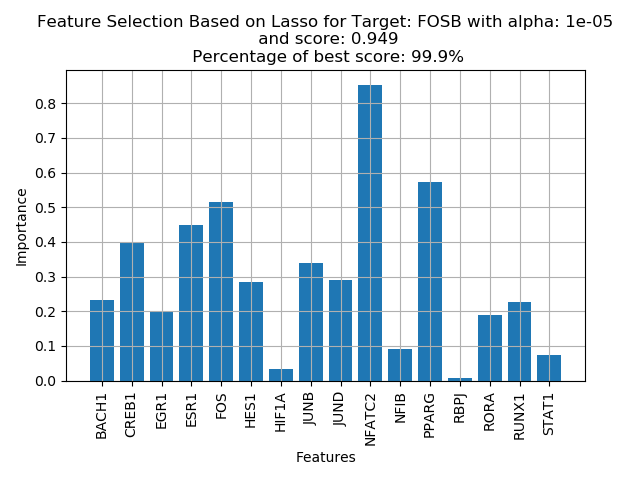 Feature Selection Based on Lasso for Target: FOSB with alpha: 1e-05
and score: 0.949
Percentage of best score: 99.9%
Importance
0.8
0.7
0.6
0.5
0.4
0.3
0.2
0.1
0.0
BACH1
CREB1
EGR1
ESR1
FOS
HES1
HIF1A
JUNB
JUND
NFATC2
NFIB
PPARG
RBPJ
RORA
RUNX1
STAT1
Features